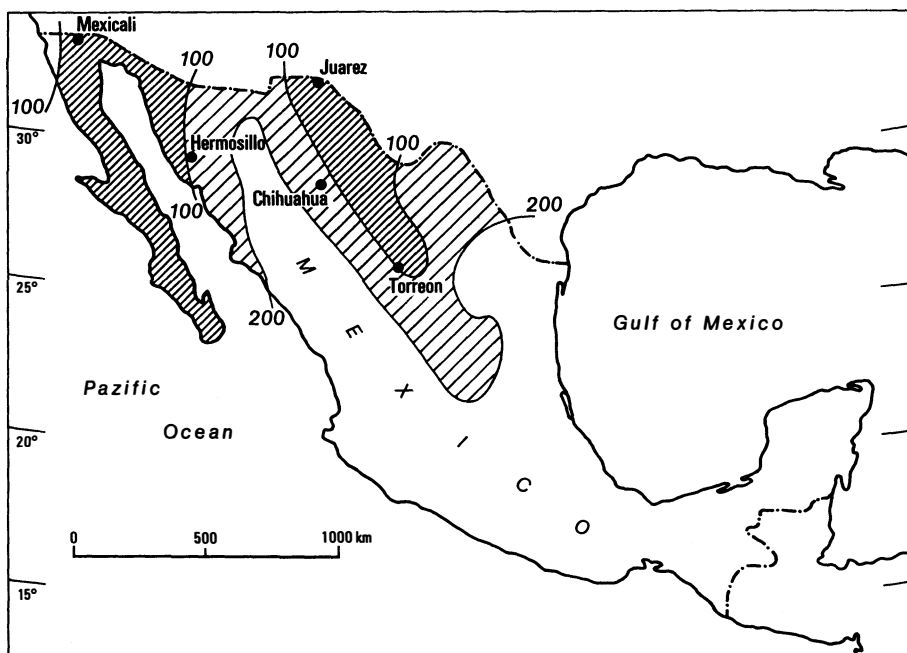 Mexicali
100
100
Juarez
100
30°
Hermosillo
100
Chihuahua
100
200
25°
Torreon
200
M
E
X
I
C
O
Gulf of Mexico
Pazific
Ocean
20°
0 500 1000 km
15°